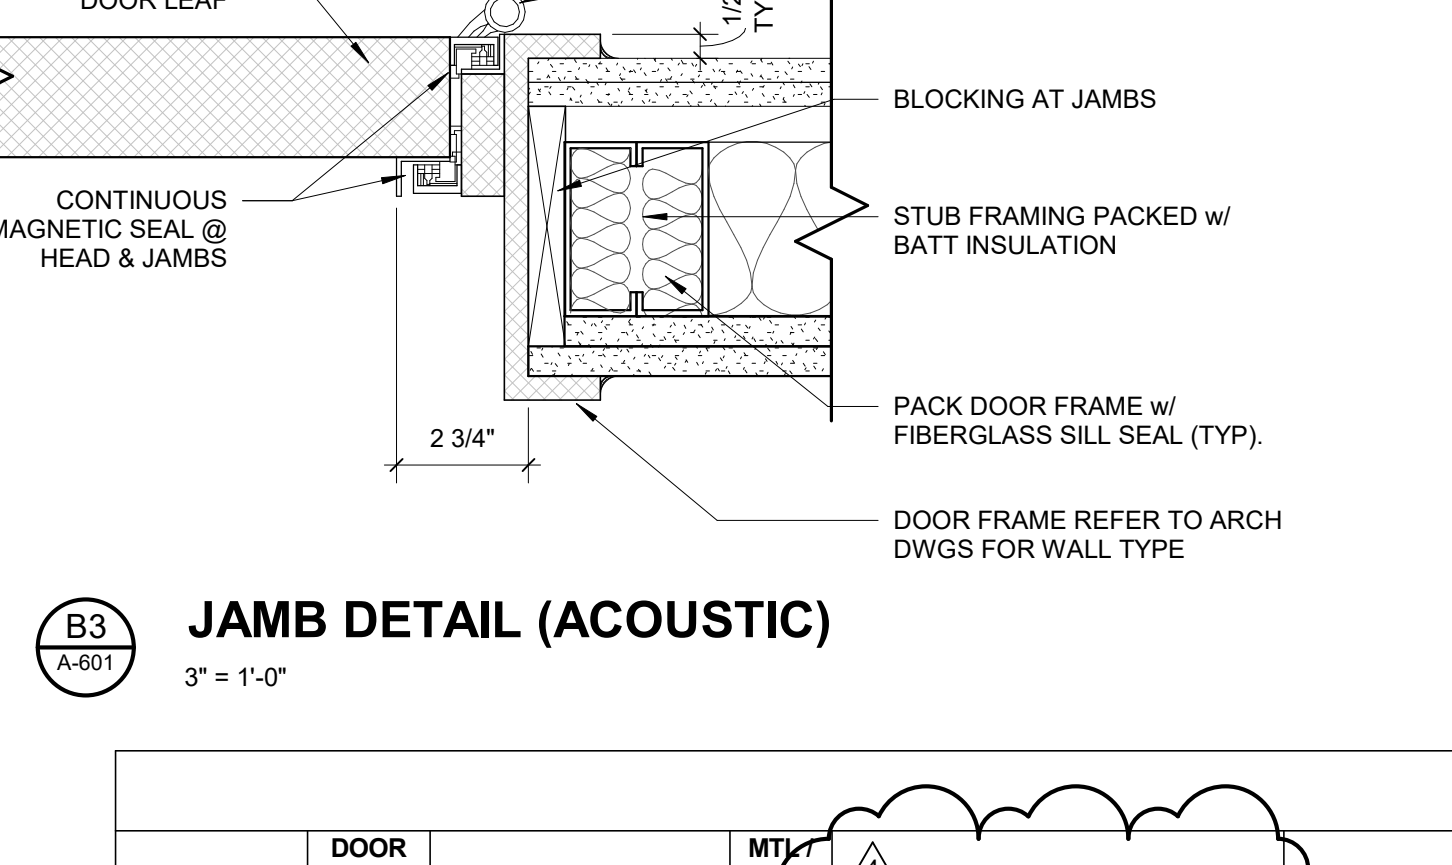 DOOR LEAF
1/2
TY
BLOCKING AT JAMBS
CONTINUOUS
MAGNETIC SEAL @
HEAD & JAMBS
STUB FRAMING PACKED w/
BATT INSULATION
PACK DOOR FRAME w/
FIBERGLASS SILL SEAL (TYP).
2 3/4"
DOOR FRAME REFER TO ARCH
DWGS FOR WALL TYPE
B3
A-601
JAMB DETAIL (ACOUSTIC)
3" = 1'-0"
DOOR
MTL /